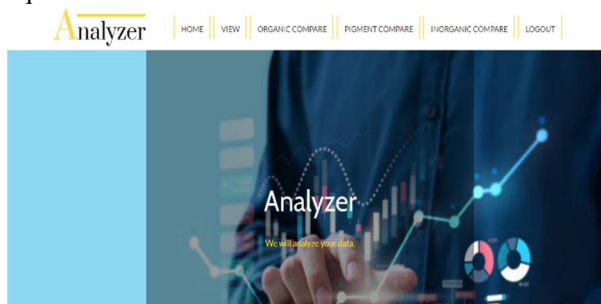 Analyzer
HOME VIEW ORGANIC COMPARE PIGMENT COMPARE INORGANIC COMPARE LOGOUT
Analyzer
We will analyze your data.